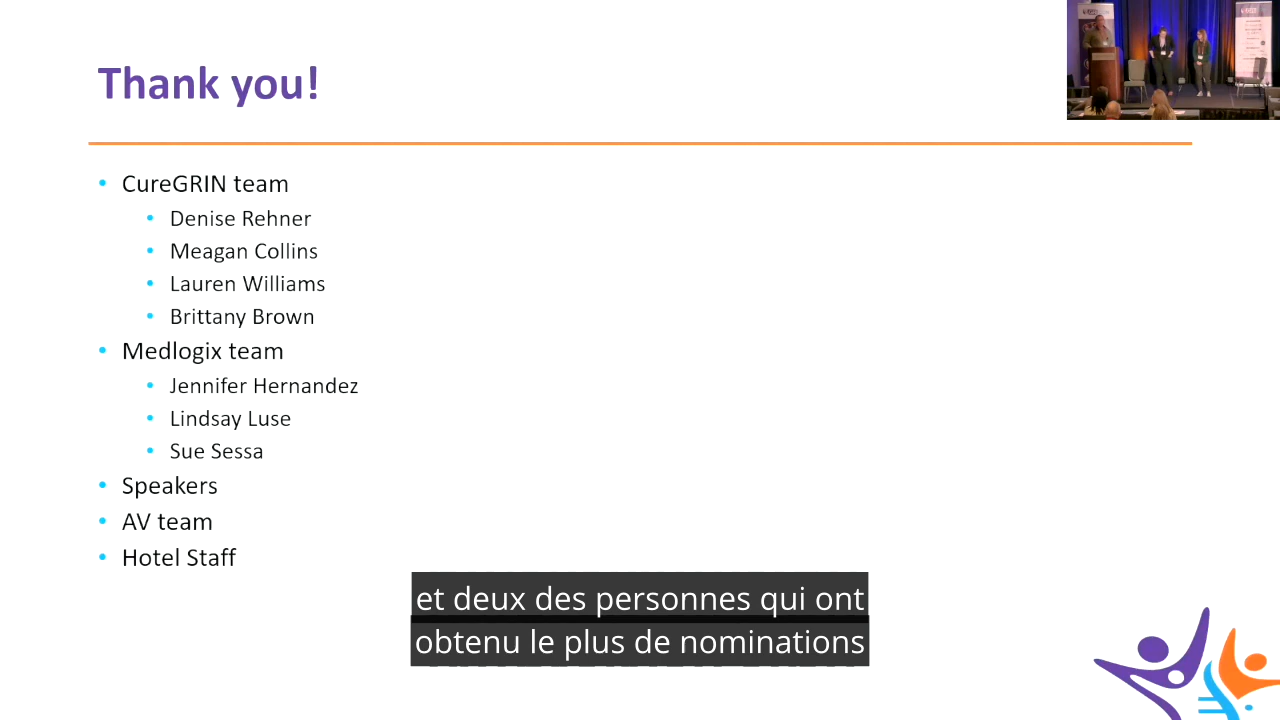 Thank you!
CureGRIN team
Denise Rehner
Meagan Collins
Lauren Williams
Brittany Brown
Medlogix team
Jennifer Hernandez
Lindsay Luse
Sue Sessa
Speakers
AV team
Hotel Staff
et deux des personnes qui ont
obtenu le plus de nominations